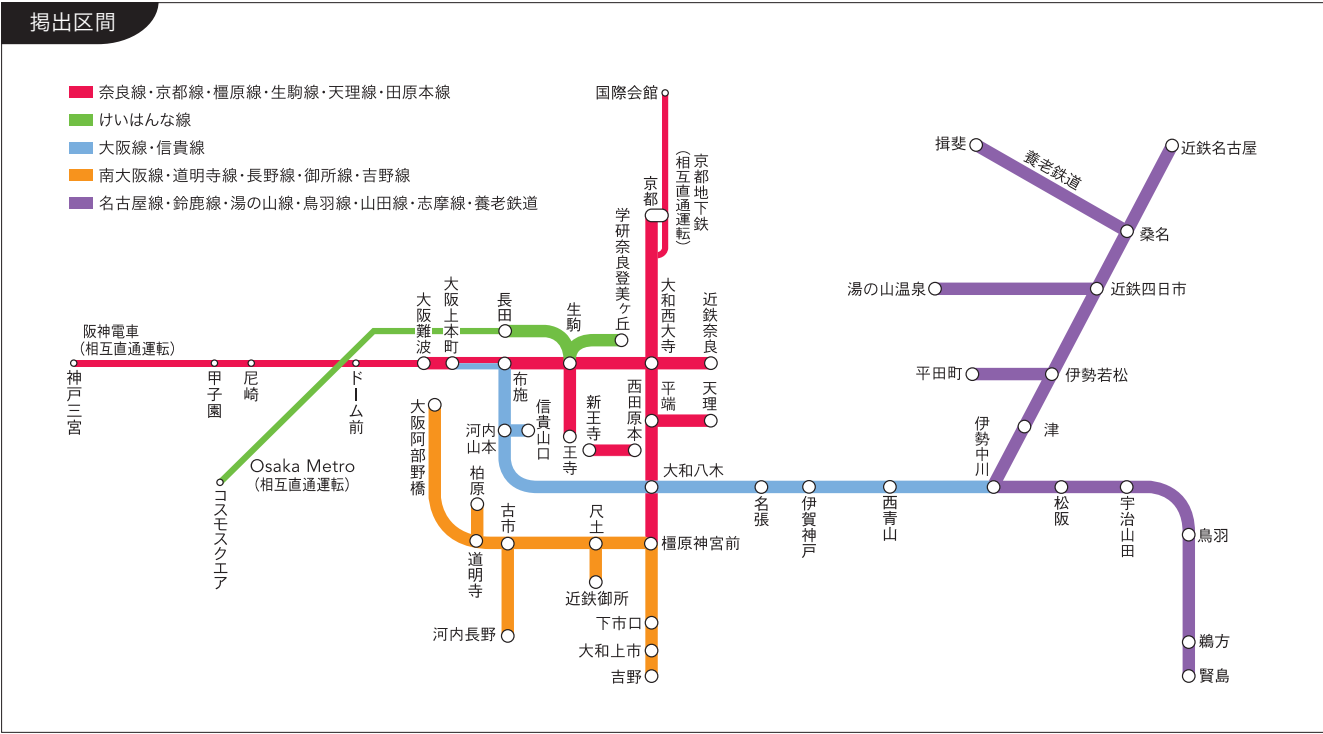 掲出区間
奈良線・京都線・橿原線・生駒線・天理線・田原本線
けいはんな線
大阪線・信貴線
南大阪線・道明寺線・長野線・御所線・吉野線
名古屋線・鈴鹿線・湯の山線・鳥羽線・山田線・志摩線・養老鉄道
国際会館
京都地下鉄
(相互直通運転)
京都
学研奈良登美ヶ丘
大和西大寺
近鉄奈良
生駒
長田
大阪上本町
大阪難波
阪神電車
(相互直通運転)
神戸三宮
甲子園
尼崎
ドーム前
布施
河内
山本
信貴山口
王寺
新王寺
西田原本
平端
天理
大和八木
大阪阿部野橋
柏原
道明寺
古市
尺土
橿原神宮前
近鉄御所
河内長野
下市口
大和上市
吉野
Osaka Metro
(相互直通運転)
コスモスクエア
名張
伊賀神戸
西青山
伊勢中川
揖斐
養老鉄道
近鉄名古屋
桑名
湯の山温泉
近鉄四日市
平田町
伊勢若松
津
松阪
宇治山田
鳥羽
鵜方
賢島